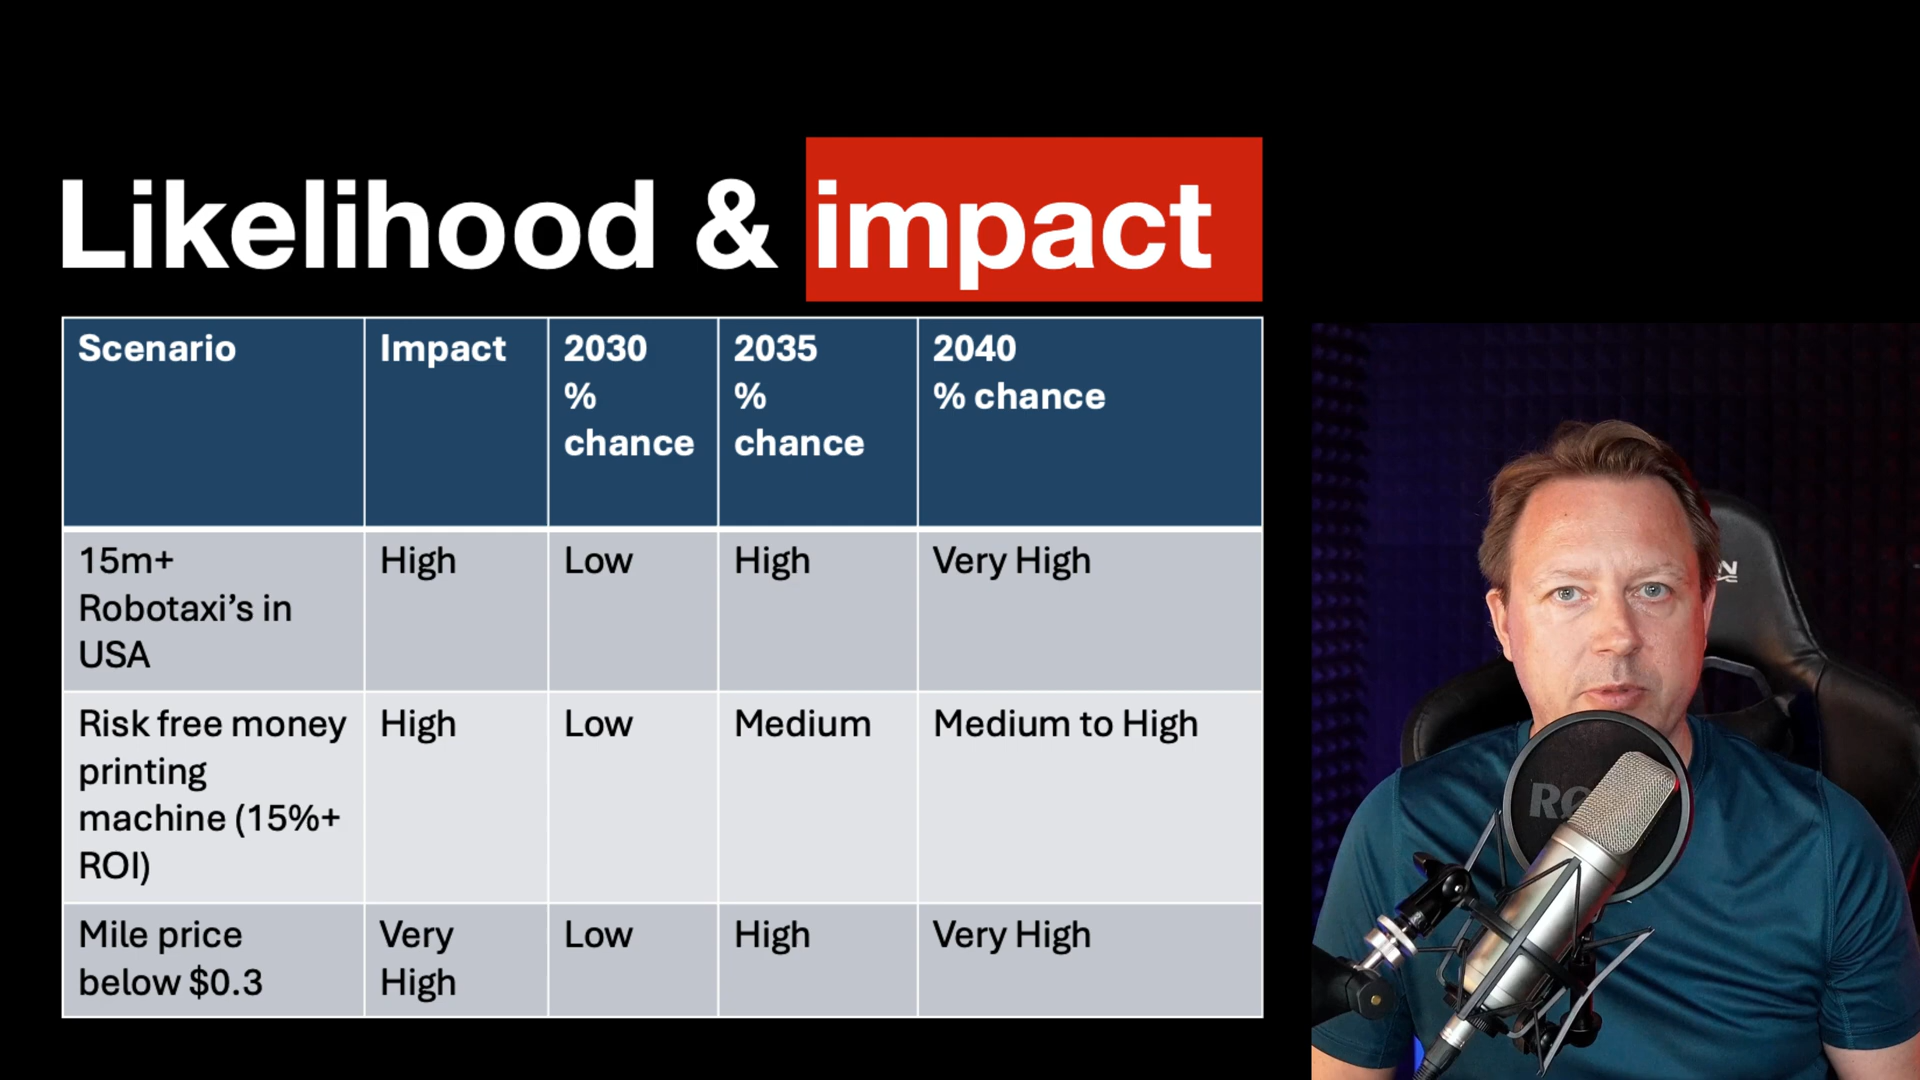 Likelihood & impact
Scenario
Impact
2030
%
chance
2035
%
chance
2040
% chance
15m+
Robotaxi’s in
USA
High
Low
High
Very High
Risk free money
printing
machine (15%+
ROI)
High
Low
Medium
Medium to High
Mile price
below $0.3
Very
High
Low
High
Very High